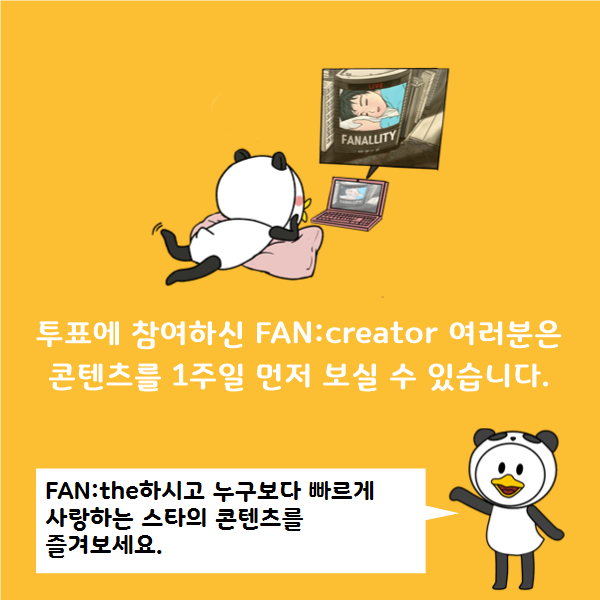 FANALLITY
투표에 참여하신 FAN:creator 여러분은
콘텐츠를 1주일 먼저 보실 수 있습니다.
FAN:the하시고 누구보다 빠르게
사랑하는 스타의 콘텐츠를
즐겨보세요.